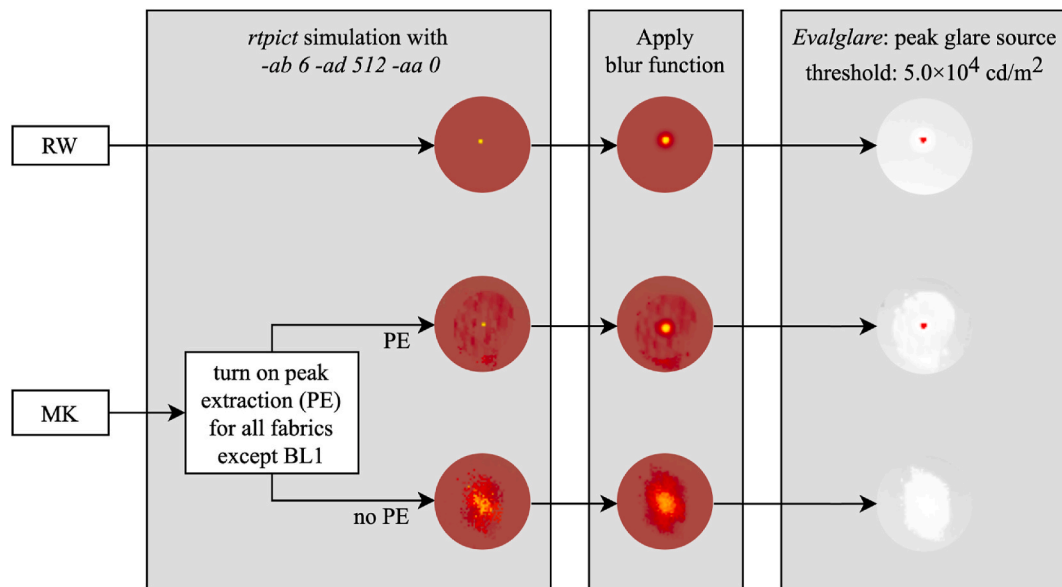 rtpict simulation with
-ab 6 -ad 512 -aa 0
Apply
blur function
Evalglare: peak glare source
threshold: 5.0×10⁴ cd/m²
RW
PE
turn on peak
extraction (PE)
for all fabrics
except BL1
MK
no PE